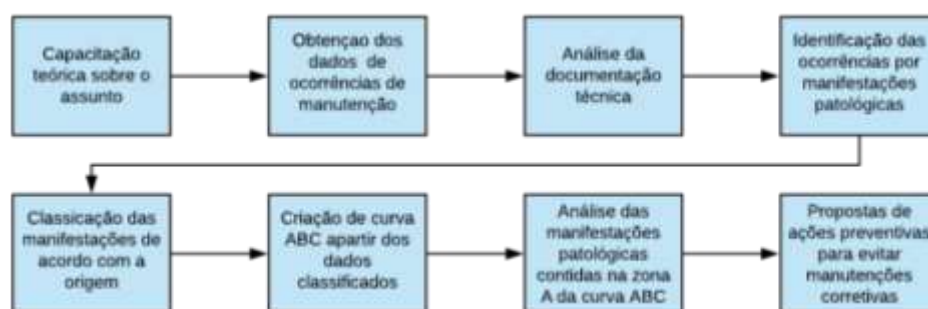 Capacitação
teórica sobre o
assunto
Obtençao dos
dados de
ocorrências de
manutenção
Análise da
documentação
técnica
Identificação das
ocorrências por
manifestações
patológicas
Classicação das
manifestações de
acordo com a
origem
Criação de curva
ABC apartir dos
dados
classificados
Análise das
manifestações
patológicas
contidas na zona
A da curva ABC
Propostas de
ações preventivas
para evitar
manutenções
corretivas